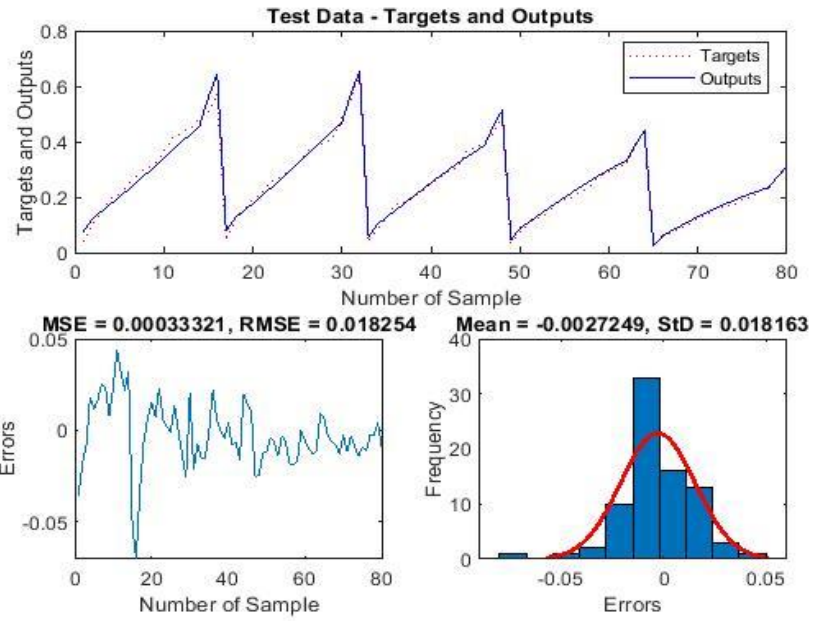 Test Data - Targets and Outputs
Targets and Outputs
0.8
0.6
0.4
0.2
0
Targets
Outputs
0 10 20 30 40 50 60 70 80
Number of Sample
MSE = 0.00033321, RMSE = 0.018254
Errors
0.05
0
-0.05
0 20 40 60 80
Number of Sample
Mean = -0.0027249, StD = 0.018163
Frequency
40
30
20
10
0
-0.05 0 0.05
Errors